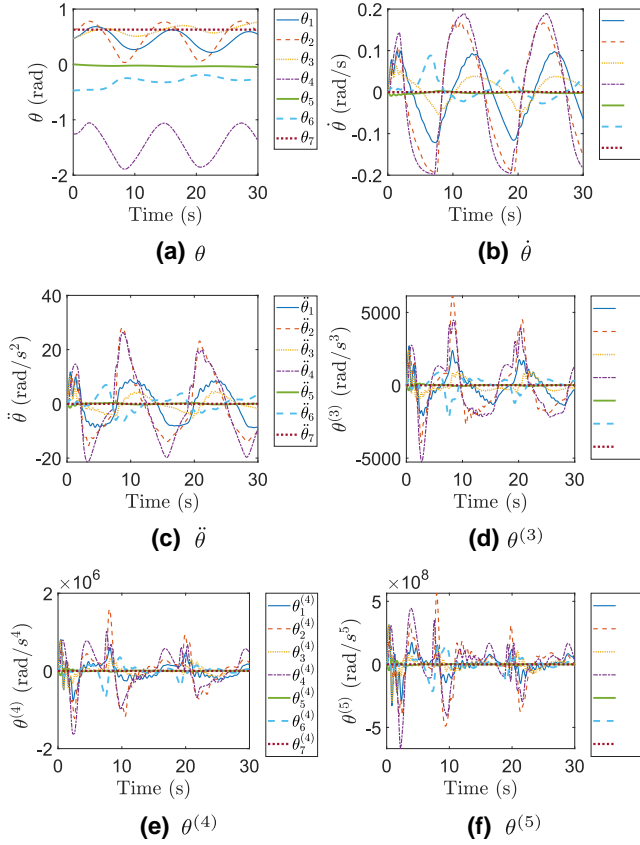 1
0
-1
-2
θ (rad)
0 10 20 30
Time (s)
θ₁
θ₂
θ₃
θ₄
θ₅
θ₆
θ₇
(a) θ
0.2
0.1
0
-0.1
-0.2
θ̇ (rad/s)
0 10 20 30
Time (s)
(b) θ̇
40
20
0
-20
θ̈ (rad/s²)
0 10 20 30
Time (s)
θ̈₁
θ̈₂
θ̈₃
θ̈₄
θ̈₅
θ̈₆
θ̈₇
(c) θ̈
5000
0
-5000
θ⁽³⁾ (rad/s³)
0 10 20 30
Time (s)
(d) θ⁽³⁾
×10⁶
2
0
-2
θ⁽⁴⁾ (rad/s⁴)
0 10 20 30
Time (s)
θ₁⁽⁴⁾
θ₂⁽⁴⁾
θ₃⁽⁴⁾
θ₄⁽⁴⁾
θ₅⁽⁴⁾
θ₆⁽⁴⁾
θ₇⁽⁴⁾
(e) θ⁽⁴⁾
×10⁸
5
0
-5
θ⁽⁵⁾ (rad/s⁵)
0 10 20 30
Time (s)
(f) θ⁽⁵⁾